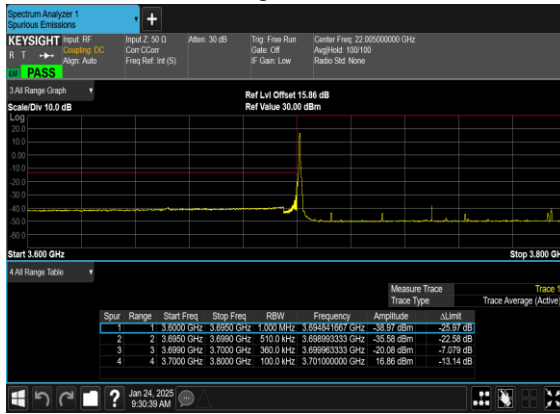 Spectrum Analyzer 1
Spurious Emissions
+
KEYSIGHT Input: RF Input Z: 50 Ω Atten: 30 dB Trig: Free Run Center Freq: 22.005000000 GHz
R T Coupling: DC Corr CCorr Gate: Off Avg|Hold: 100/100
Align: Auto Freq Ref: Int (S) IF Gain: Low Radio Std: None
PASS
3 All Range Graph
Ref Lvl Offset 15.86 dB
Scale/Div 10.0 dB Ref Value 30.00 dBm
Log
20.0
10.0
0.00
-10.0
-20.0
-30.0
-40.0
-50.0
-60.0
Start 3.600 GHz Stop 3.800 GH
4 All Range Table
Measure Trace Trace 1
Trace Type Trace Average (Active)
Spur Range Start Freq Stop Freq RBW Frequency Amplitude ΔLimit
1 1 3.6000 GHz 3.6950 GHz 1.000 MHz 3.694841667 GHz -38.97 dBm -25.97 dB
2 2 3.6950 GHz 3.6990 GHz 510.0 kHz 3.698993333 GHz -35.58 dBm -22.58 dB
3 3 3.6990 GHz 3.7000 GHz 360.0 kHz 3.699963333 GHz -20.08 dBm -7.079 dB
4 4 3.7000 GHz 3.8000 GHz 100.0 kHz 3.701000000 GHz 16.86 dBm -13.14 dB
? Jan 24, 2025
9:30:39 AM